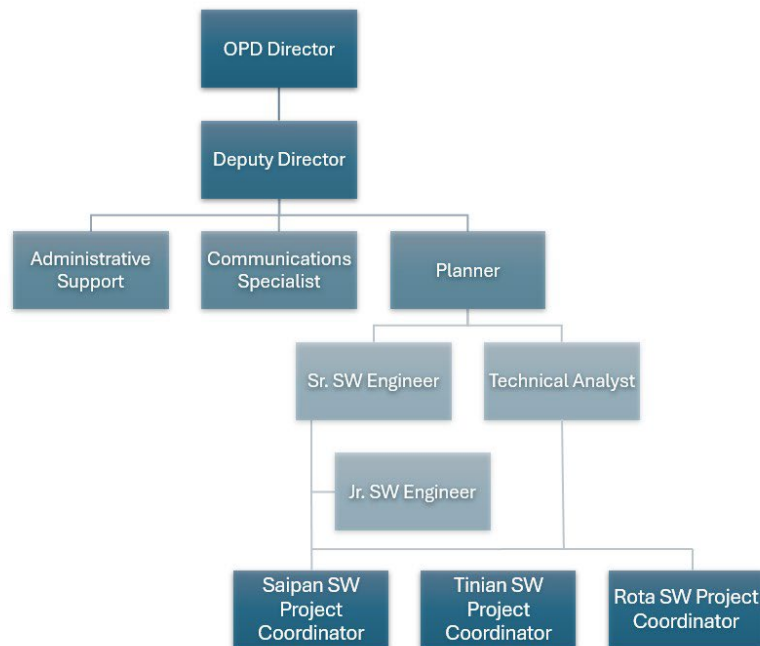 OPD Director
Deputy Director
Administrative
Support
Communications
Specialist
Planner
Sr. SW Engineer
Technical Analyst
Jr. SW Engineer
Saipan SW
Project
Coordinator
Tinian SW
Project
Coordinator
Rota SW Project
Coordinator